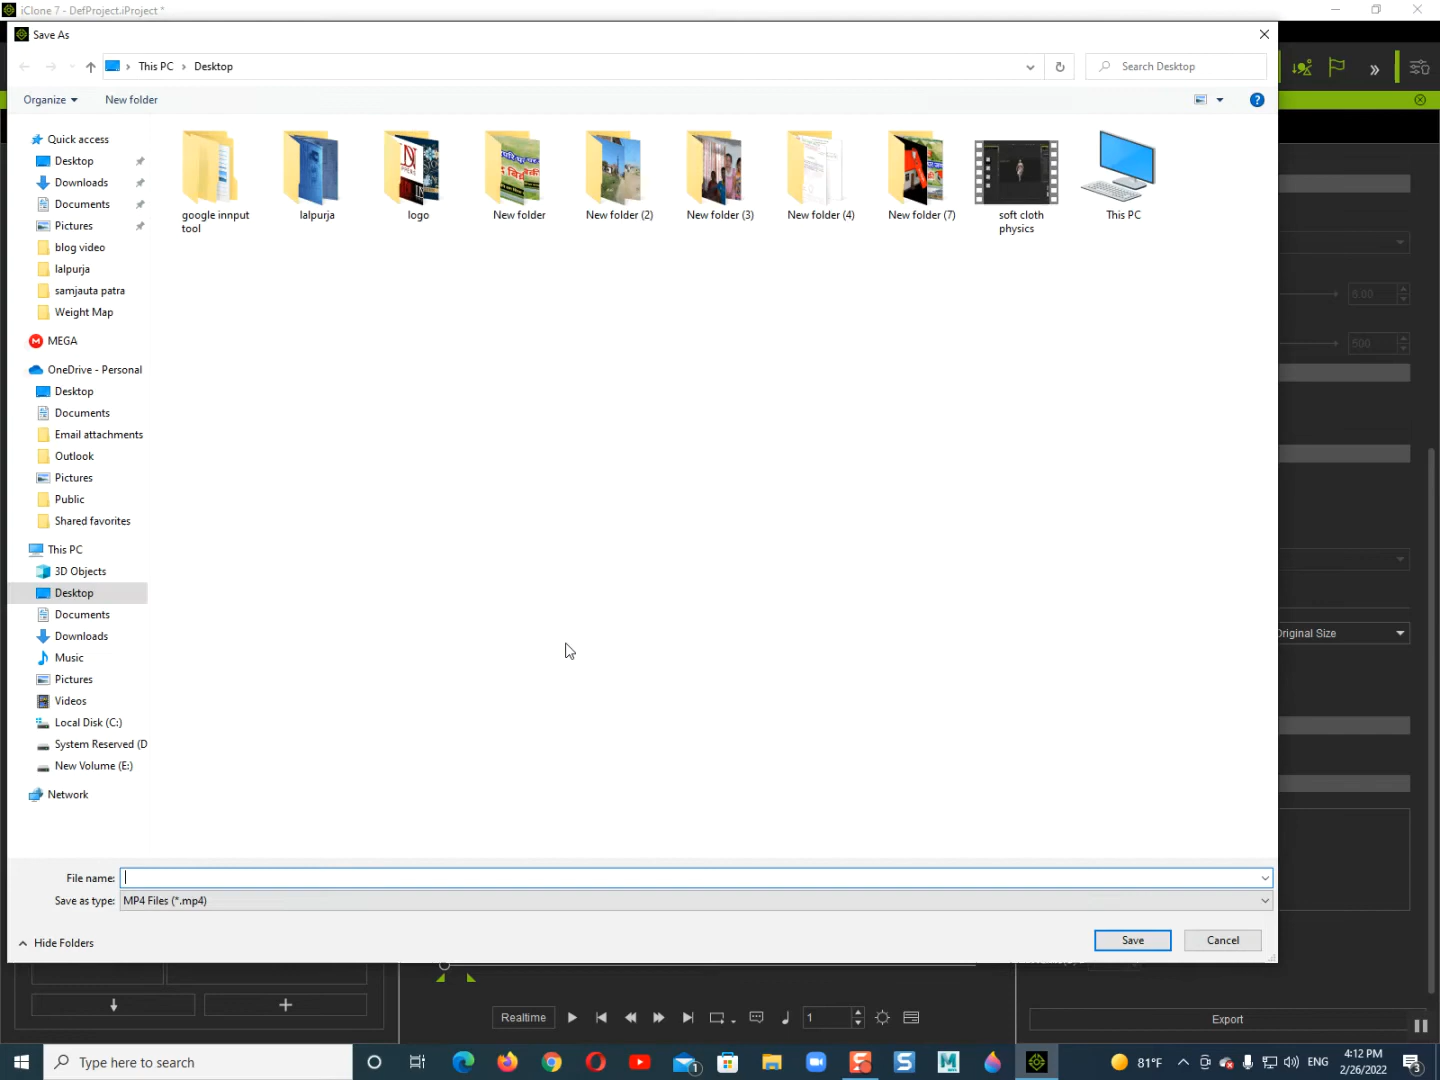 iClone 7 - DefProject.iProject *
Save As
This PC
Desktop
Search Desktop
Organize
New folder
Quick access
Desktop
Downloads
Documents
Pictures
blog video
lalpurja
samjauta patra
Weight Map
MEGA
OneDrive - Personal
Desktop
Documents
Email attachments
Outlook
Pictures
Public
Shared favorites
This PC
3D Objects
Desktop
Documents
Downloads
Music
Pictures
Videos
Local Disk (C:)
System Reserved (D
New Volume (E:)
Network
google innput
tool
lalpurja
logo
New folder
New folder (2)
New folder (3)
New folder (4)
New folder (7)
soft cloth
physics
This PC
6.00
500
Original Size
File name:
Save as type:
MP4 Files (*.mp4)
Hide Folders
Save
Cancel
Realtime
1
Export
Type here to search
1
81°F
ENG
4:12 PM
2/26/2022
3